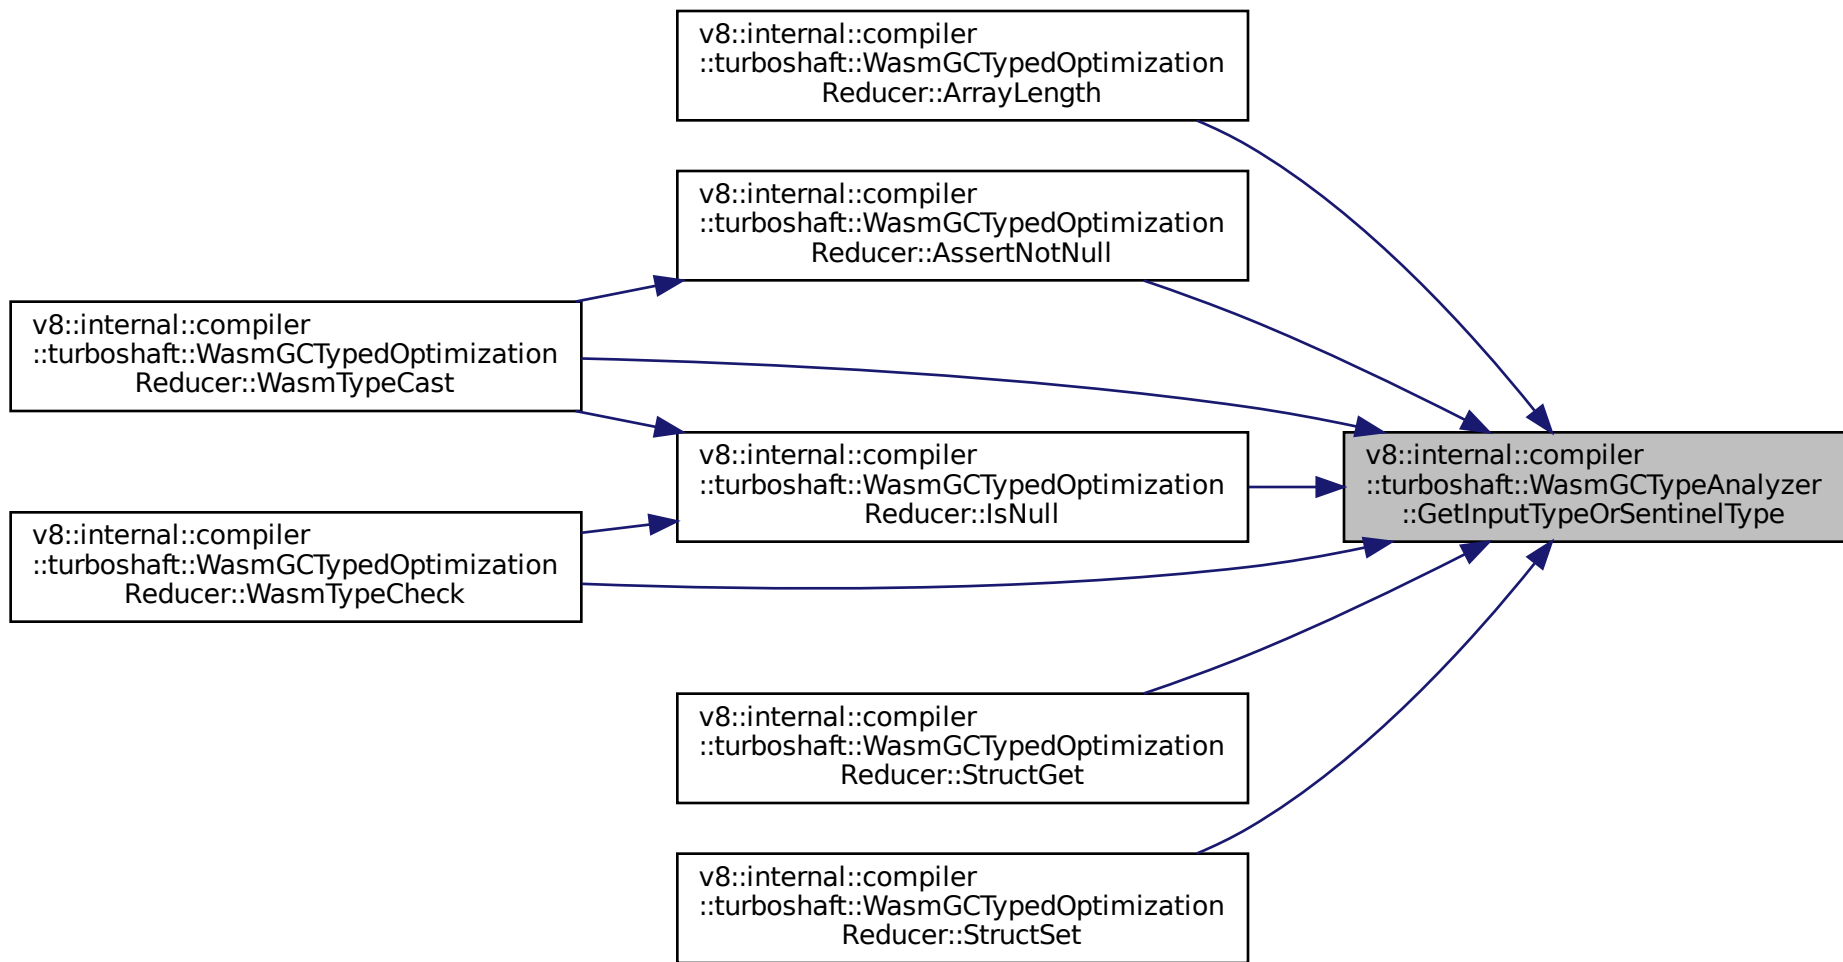 v8::internal::compiler
::turboshaft::WasmGCTypedOptimization
Reducer::ArrayLength
v8::internal::compiler
::turboshaft::WasmGCTypedOptimization
Reducer::AssertNotNull
v8::internal::compiler
::turboshaft::WasmGCTypedOptimization
Reducer::WasmTypeCast
v8::internal::compiler
::turboshaft::WasmGCTypedOptimization
Reducer::IsNull
v8::internal::compiler
::turboshaft::WasmGCTypeAnalyzer
::GetInputTypeOrSentinelType
v8::internal::compiler
::turboshaft::WasmGCTypedOptimization
Reducer::WasmTypeCheck
v8::internal::compiler
::turboshaft::WasmGCTypedOptimization
Reducer::StructGet
v8::internal::compiler
::turboshaft::WasmGCTypedOptimization
Reducer::StructSet